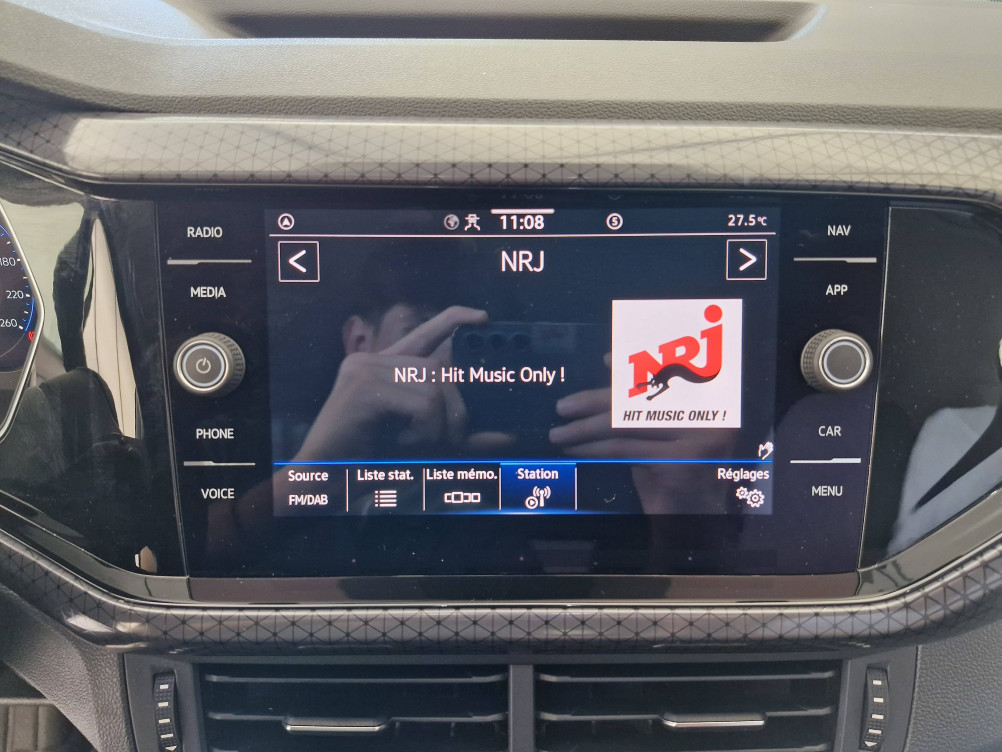 11:08
5
27.5°C
RADIO
MEDIA
PHONE
VOICE
NAV
APP
CAR
MENU
NRJ
NRJ : Hit Music Only !
NRJ
HIT MUSIC ONLY !
Source
FM/DAB
Liste stat.
Liste mémo.
Station
Réglages
180
220
260